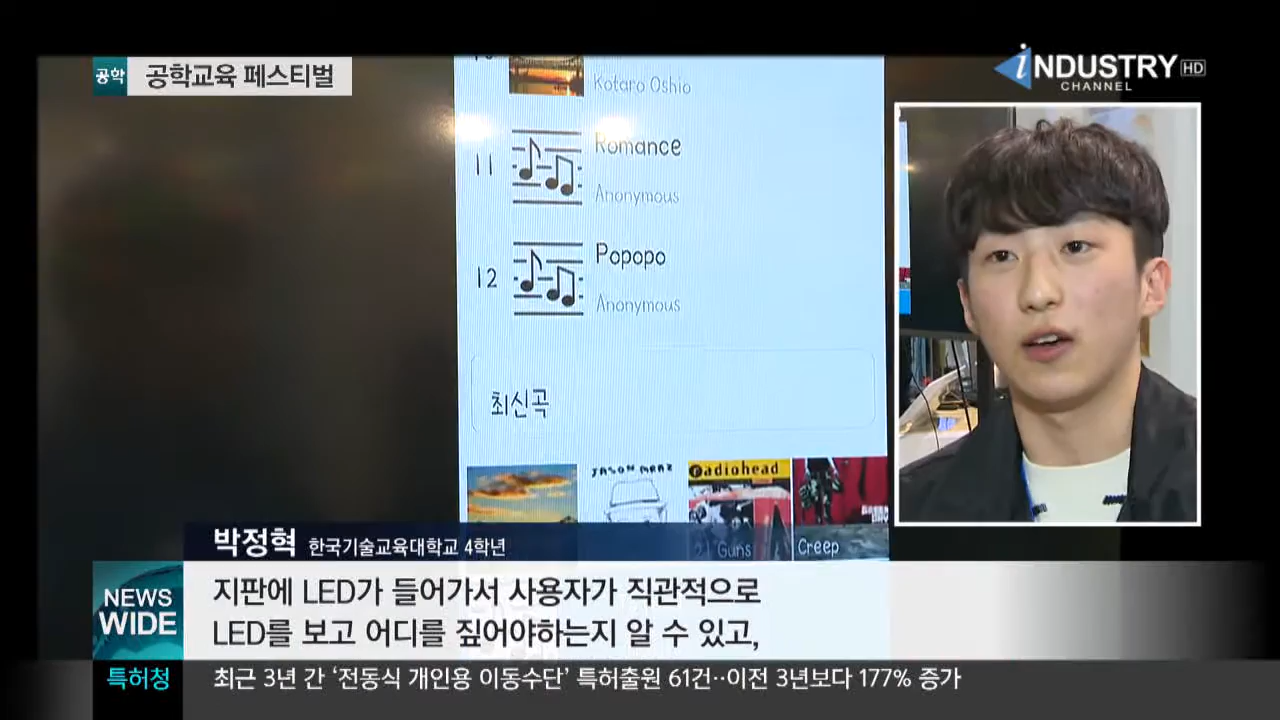 공학
공학교육 페스티벌
iNDUSTRY HD
CHANNEL
Kotaro Oshio
11
Romance
Anonymous
12
Popopo
Anonymous
최신곡
JASON MRAZ
radiohead
GREEN DAY
21 Guns
Creep
박정혁 한국기술교육대학교 4학년
NEWS
WIDE
지판에 LED가 들어가서 사용자가 직관적으로
LED를 보고 어디를 짚어야하는지 알 수 있고,
특허청
최근 3년 간 ‘전동식 개인용 이동수단’ 특허출원 61건··이전 3년보다 177% 증가